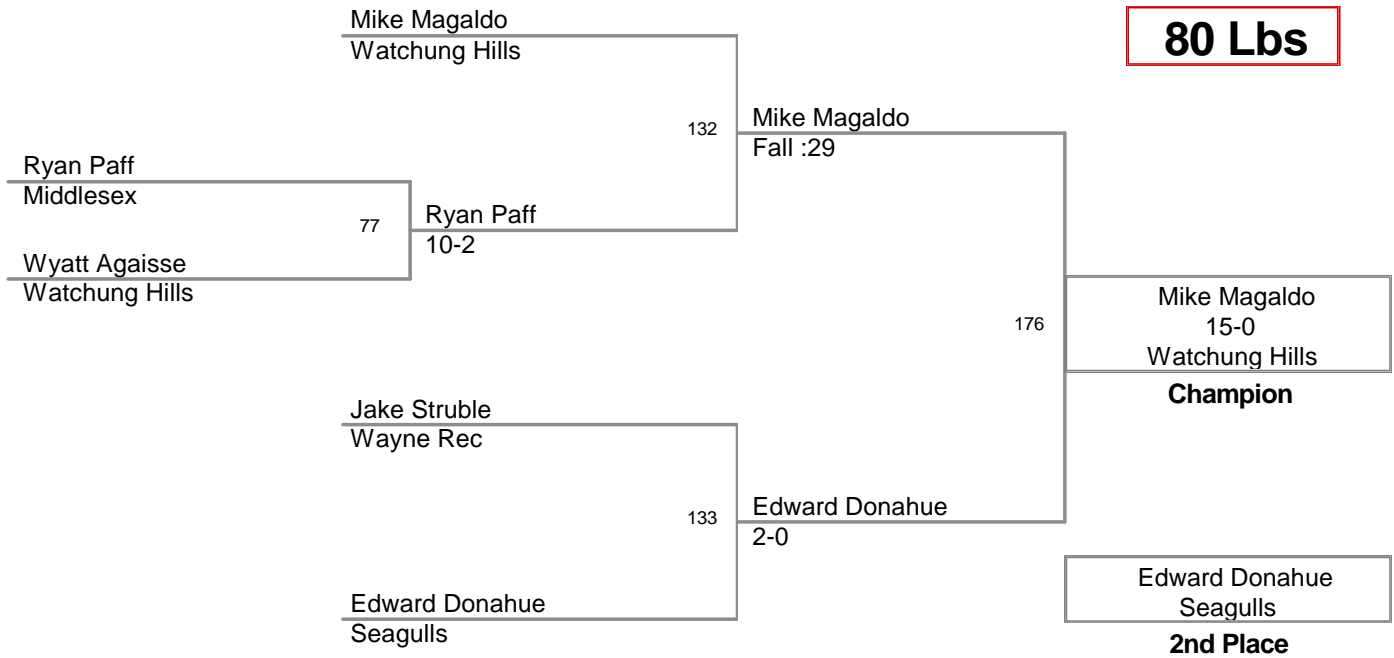 80 Lbs
Mike Magaldo
Watchung Hills
132
Mike Magaldo
Fall :29
Ryan Paff
Middlesex
77
Ryan Paff
10-2
Wyatt Agaisse
Watchung Hills
176
Mike Magaldo
15-0
Watchung Hills
Champion
Jake Struble
Wayne Rec
133
Edward Donahue
2-0
Edward Donahue
Seagulls
Edward Donahue
Seagulls
2nd Place